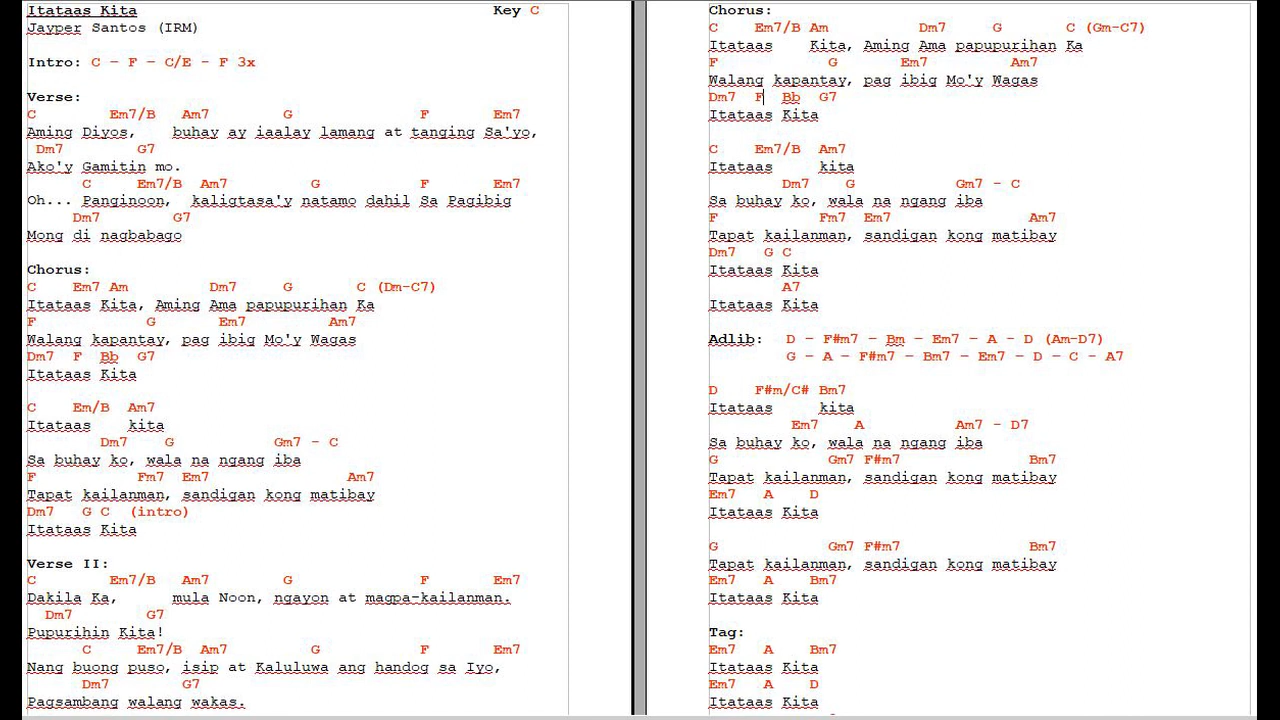 Itataas Kita Key C
Jayper Santos (IRM)
Intro: C – F – C/E – F 3x
Verse:
C Em7/B Am7 G F Em7
Aming Diyos, buhay ay iaalay lamang at tanging Sa'yo,
Dm7 G7
Ako'y Gamitin mo.
C Em7/B Am7 G F Em7
Oh... Panginoon, kaligtasa'y natamo dahil Sa Pagibig
Dm7 G7
Mong di nagbabago
Chorus:
C Em7 Am Dm7 G C (Dm-C7)
Itataas Kita, Aming Ama papupurihan Ka
F G Em7 Am7
Walang kapantay, pag ibig Mo'y Wagas
Dm7 F Bb G7
Itataas Kita
C Em/B Am7
Itataas kita
Dm7 G Gm7 – C
Sa buhay ko, wala na ngang iba
F Fm7 Em7 Am7
Tapat kailanman, sandigan kong matibay
Dm7 G C (intro)
Itataas Kita
Verse II:
C Em7/B Am7 G F Em7
Dakila Ka, mula Noon, ngayon at magpa-kailanman.
Dm7 G7
Pupurihin Kita!
C Em7/B Am7 G F Em7
Nang buong puso, isip at Kaluluwa ang handog sa Iyo,
Dm7 G7
Pagsambang walang wakas.
Chorus:
C Em7/B Am Dm7 G C (Gm-C7)
Itataas Kita, Aming Ama papupurihan Ka
F G Em7 Am7
Walang kapantay, pag ibig Mo'y Wagas
Dm7 F Bb G7
Itataas Kita
C Em7/B Am7
Itataas kita
Dm7 G Gm7 – C
Sa buhay ko, wala na ngang iba
F Fm7 Em7 Am7
Tapat kailanman, sandigan kong matibay
Dm7 G C
Itataas Kita
A7
Itataas Kita
Adlib: D – F#m7 – Bm – Em7 – A – D (Am-D7)
G – A – F#m7 – Bm7 – Em7 – D – C – A7
D F#m/C# Bm7
Itataas kita
Em7 A Am7 – D7
Sa buhay ko, wala na ngang iba
G Gm7 F#m7 Bm7
Tapat kailanman, sandigan kong matibay
Em7 A D
Itataas Kita
G Gm7 F#m7 Bm7
Tapat kailanman, sandigan kong matibay
Em7 A Bm7
Itataas Kita
Tag:
Em7 A Bm7
Itataas Kita
Em7 A D
Itataas Kita